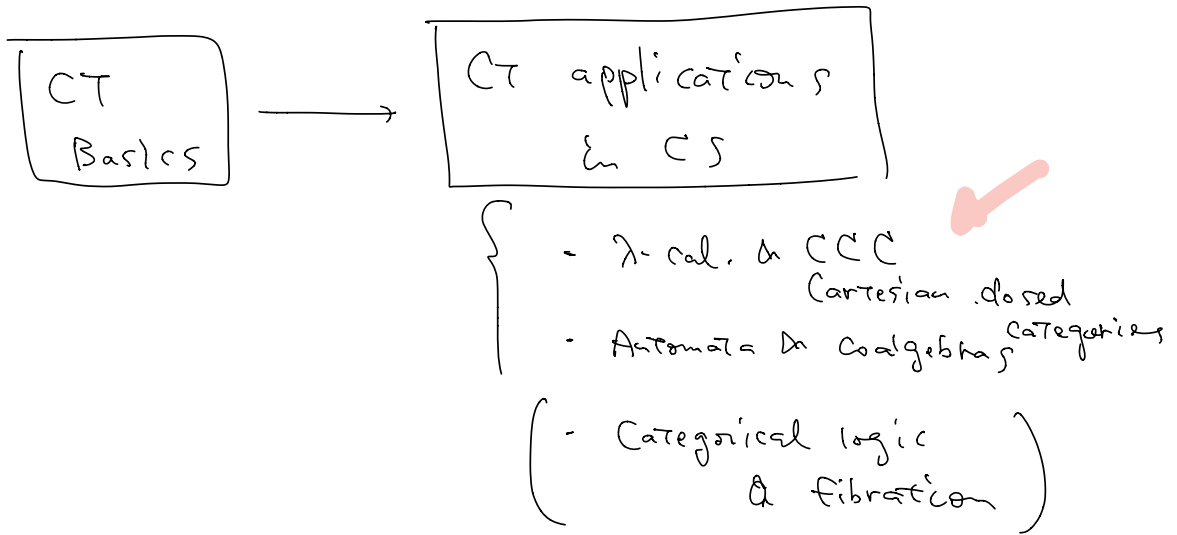 CT
Basics
CT applications
in CS
- λ-cal. & CCC
Cartesian closed
categories
- Automata & coalgebras
- Categorical logic
& fibration